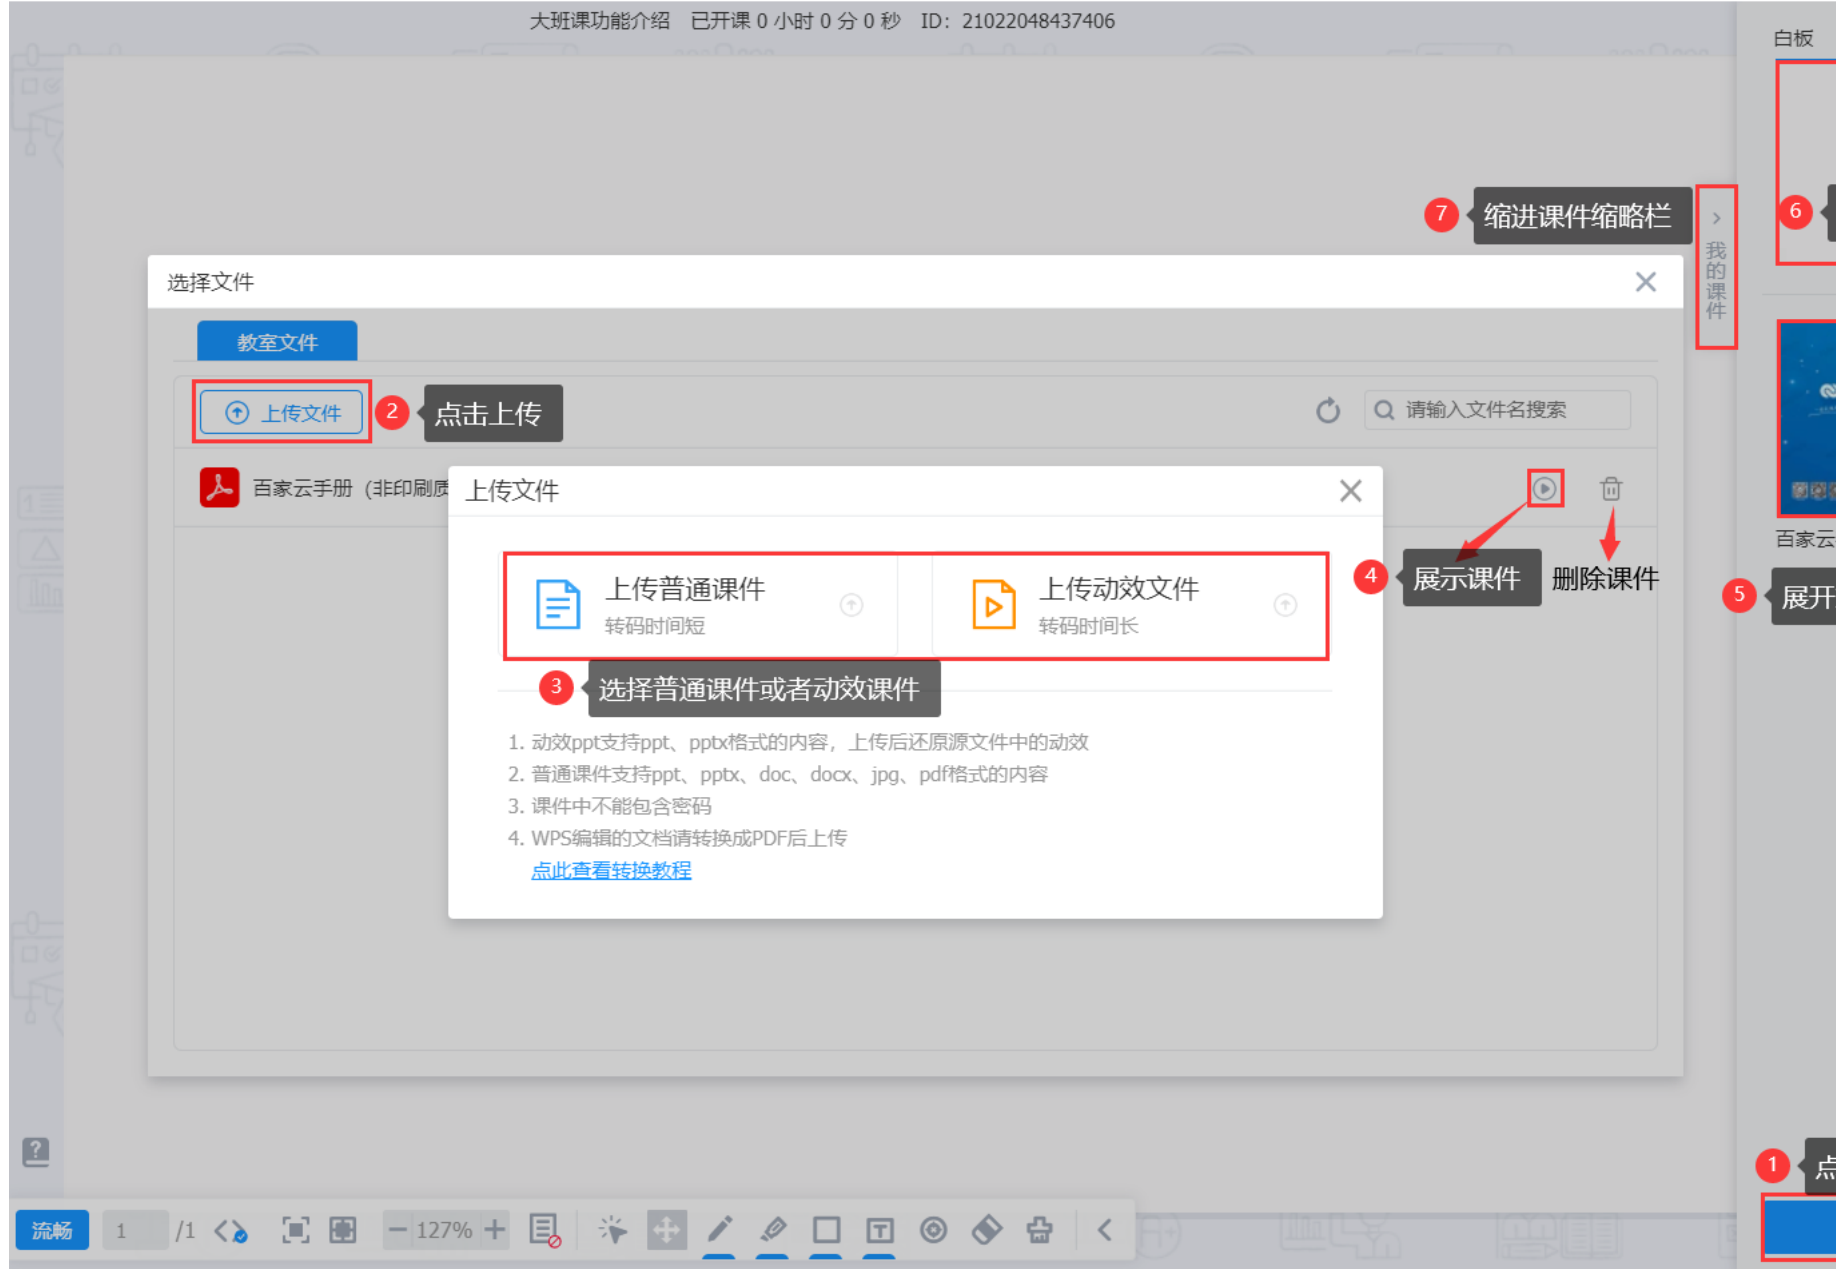 大班课功能介绍 已开课 0 小时 0 分 0 秒 ID: 21022048437406
白板
7 缩进课件缩略栏
6
我的课件
选择文件
教室文件
上传文件
2 点击上传
请输入文件名搜索
百家云手册 (非印刷质
上传文件
百家云
上传普通课件
转码时间短
上传动效文件
转码时间长
4 展示课件
删除课件
5 展开
3 选择普通课件或者动效课件
1. 动效ppt支持ppt、pptx格式的内容，上传后还原源文件中的动效
2. 普通课件支持ppt、pptx、doc、docx、jpg、pdf格式的内容
3. 课件中不能包含密码
4. WPS编辑的文档请转换成PDF后上传
点此查看转换教程
1 点
流畅 1 /1 127%